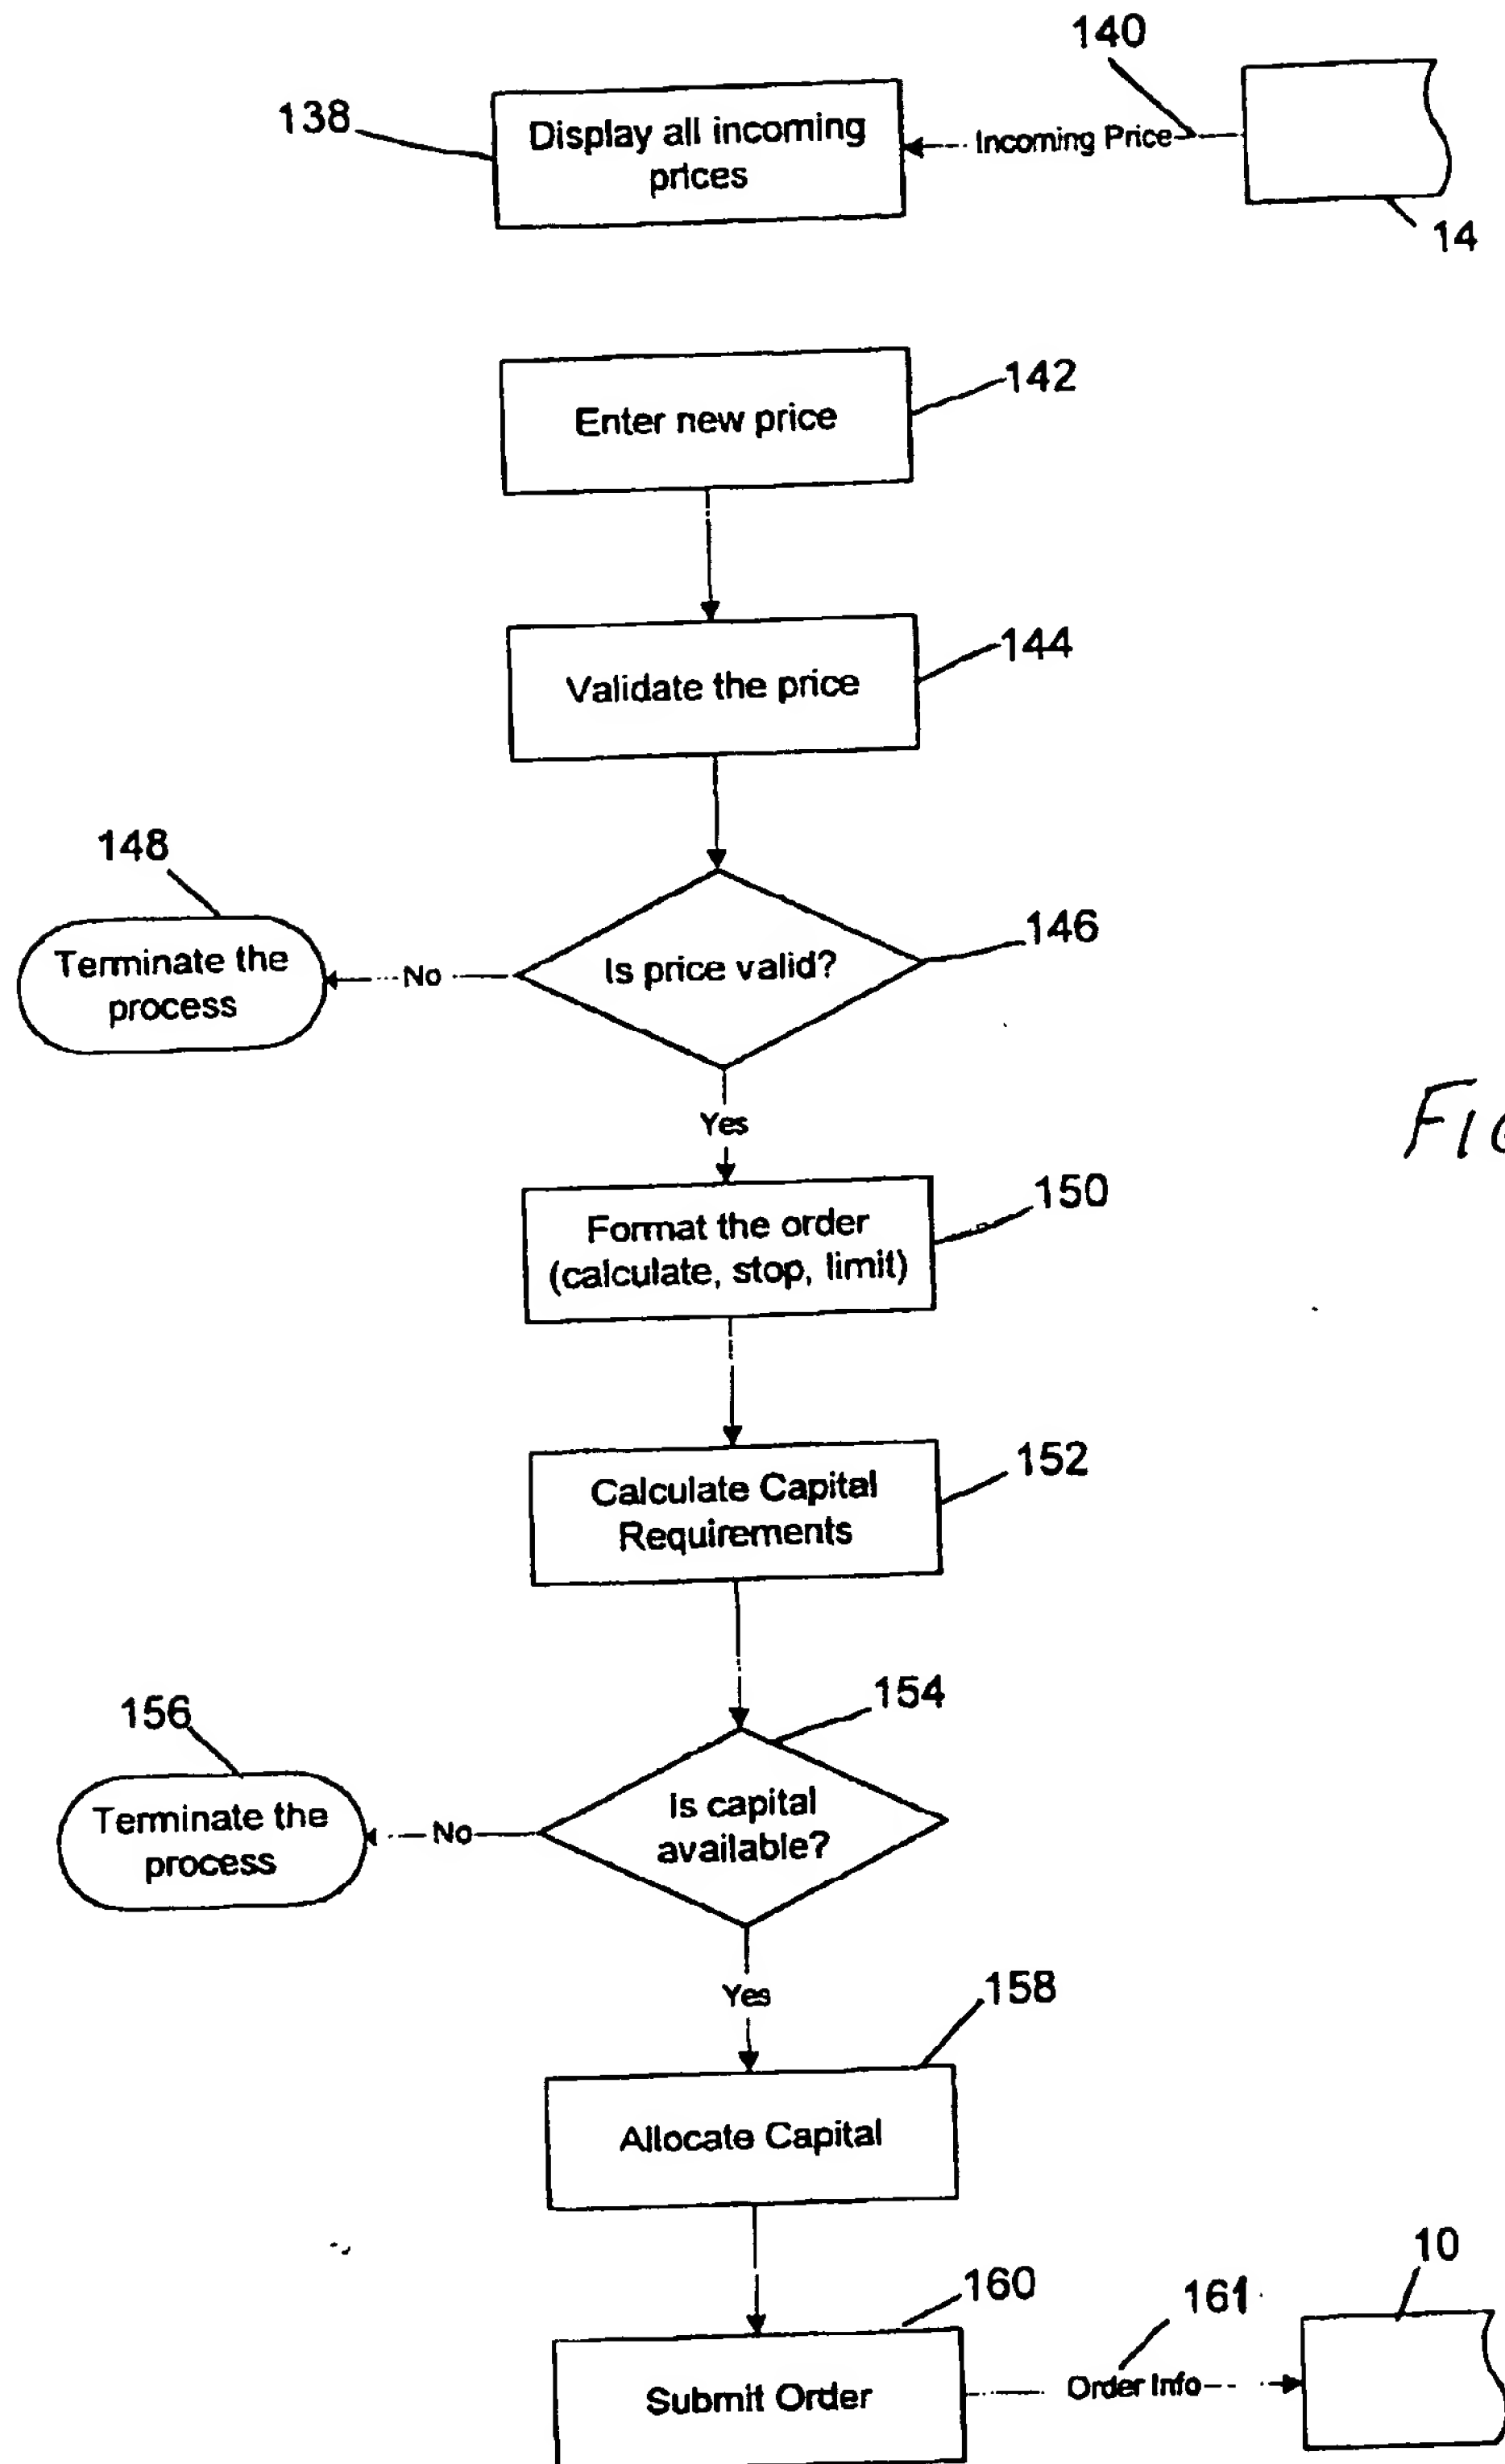 140
138
Display all incoming
prices
Incoming Price
14
Enter new price
142
Validate the price
144
148
Terminate the
process
No
Is price valid?
146
Yes
Format the order
(calculate, stop, limit)
150
Calculate Capital
Requirements
152
154
156
Terminate the
process
No
Is capital
available?
Yes
158
Allocate Capital
160
161
10
Submit Order
Order Info